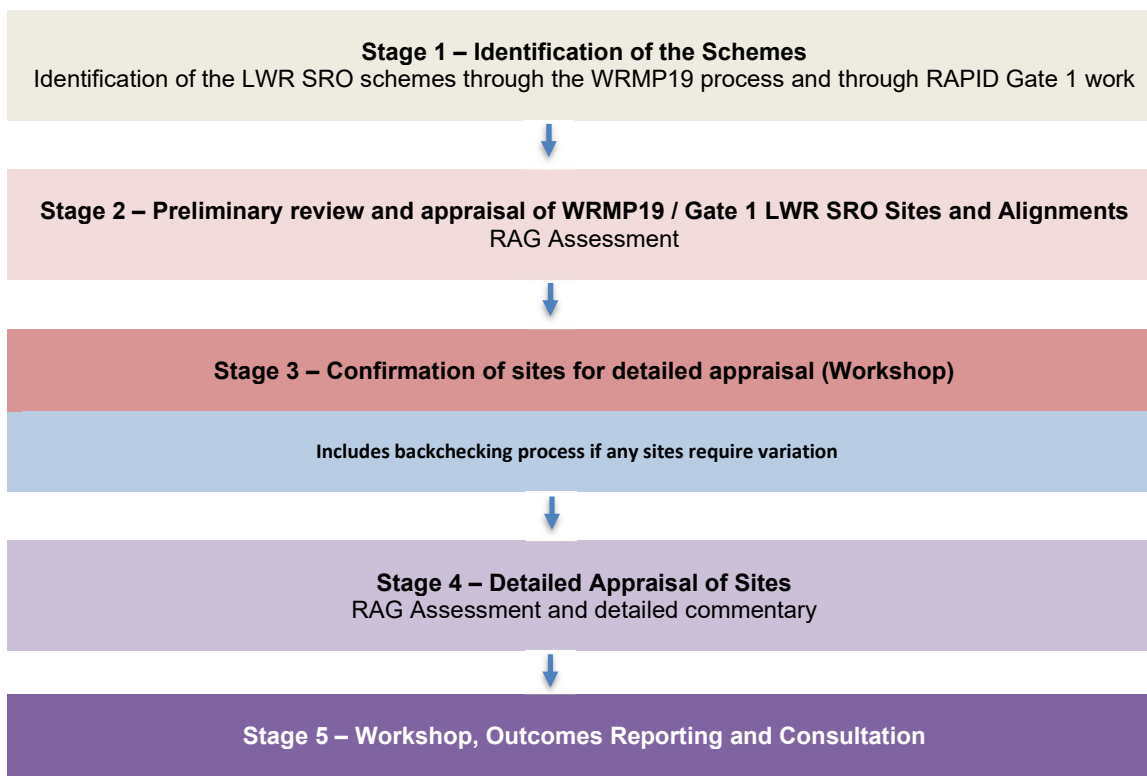 Stage 1 – Identification of the Schemes
Identification of the LWR SRO schemes through the WRMP19 process and through RAPID Gate 1 work
Stage 2 – Preliminary review and appraisal of WRMP19 / Gate 1 LWR SRO Sites and Alignments
RAG Assessment
Stage 3 – Confirmation of sites for detailed appraisal (Workshop)
Includes backchecking process if any sites require variation
Stage 4 – Detailed Appraisal of Sites
RAG Assessment and detailed commentary
Stage 5 – Workshop, Outcomes Reporting and Consultation